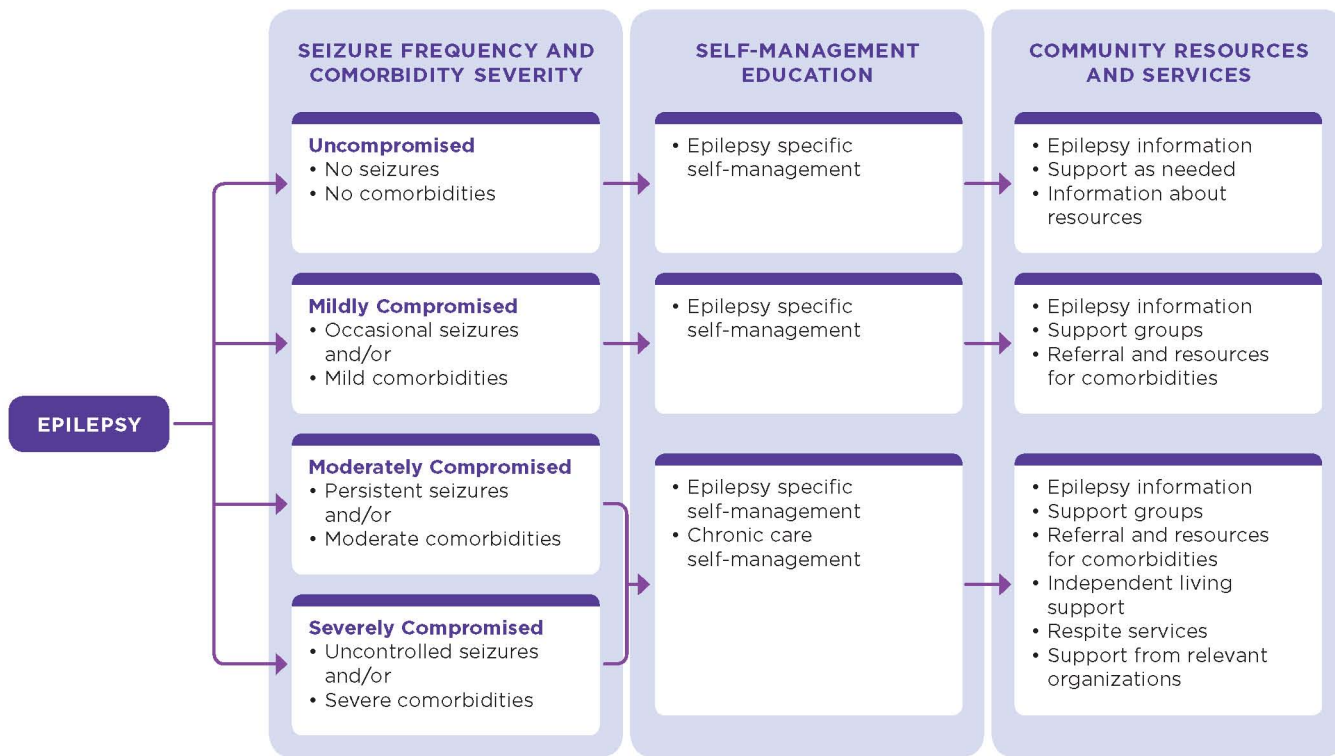 SEIZURE FREQUENCY AND
COMORBIDITY SEVERITY
SELF-MANAGEMENT
EDUCATION
COMMUNITY RESOURCES
AND SERVICES
EPILEPSY
Uncompromised
• No seizures
• No comorbidities
• Epilepsy specific
self-management
• Epilepsy information
• Support as needed
• Information about
resources
Mildly Compromised
• Occasional seizures
and/or
• Mild comorbidities
• Epilepsy specific
self-management
• Epilepsy information
• Support groups
• Referral and resources
for comorbidities
Moderately Compromised
• Persistent seizures
and/or
• Moderate comorbidities
Severely Compromised
• Uncontrolled seizures
and/or
• Severe comorbidities
• Epilepsy specific
self-management
• Chronic care
self-management
• Epilepsy information
• Support groups
• Referral and resources
for comorbidities
• Independent living
support
• Respite services
• Support from relevant
organizations